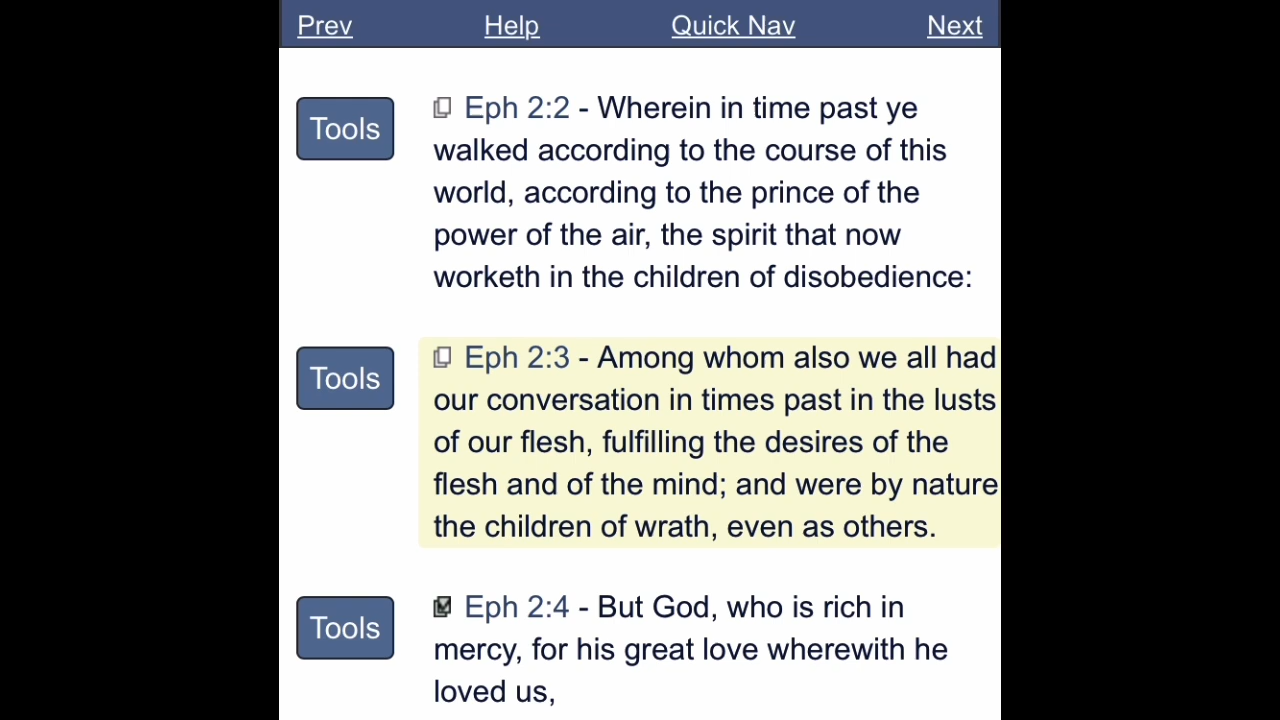 Prev Help Quick Nav Next
Tools
Eph 2:2 - Wherein in time past ye
walked according to the course of this
world, according to the prince of the
power of the air, the spirit that now
worketh in the children of disobedience:
Tools
Eph 2:3 - Among whom also we all had
our conversation in times past in the lusts
of our flesh, fulfilling the desires of the
flesh and of the mind; and were by nature
the children of wrath, even as others.
Tools
Eph 2:4 - But God, who is rich in
mercy, for his great love wherewith he
loved us,